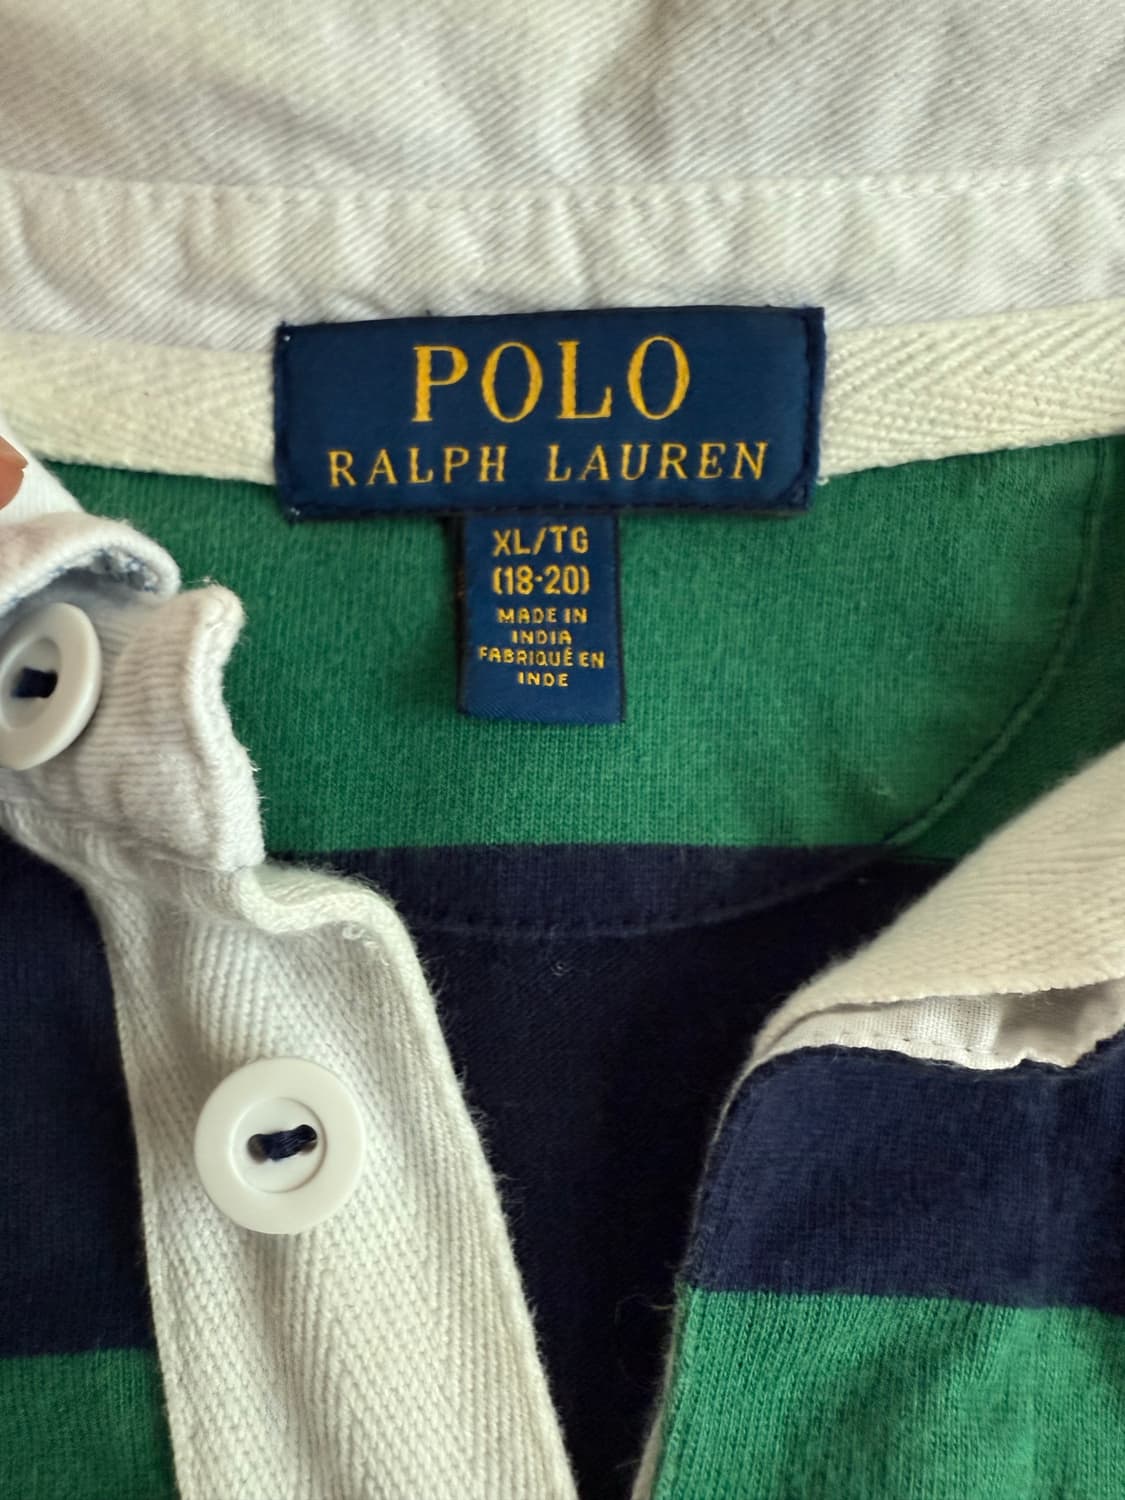 POLO
RALPH LAUREN
XL/TG
(18-20)
MADE IN
INDIA
FABRIQUÉ EN
INDE